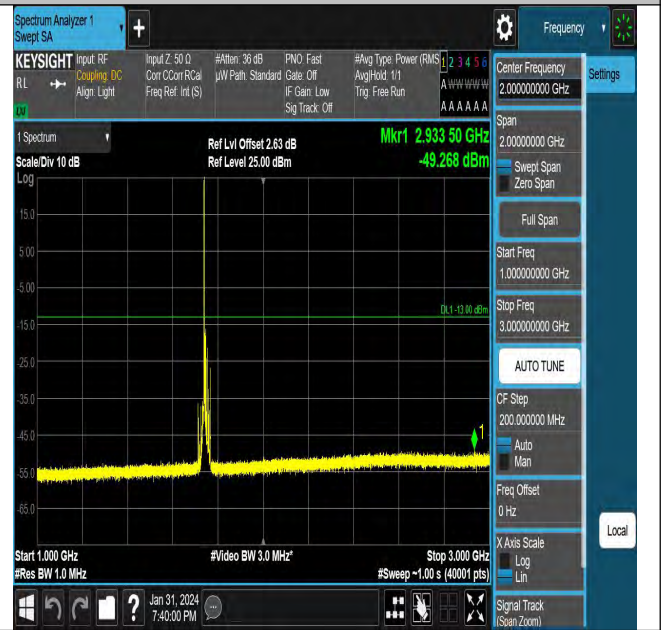 Spectrum Analyzer 1
Swept SA
+
Frequency
KEYSIGHT
RL
Input: RF
Coupling: DC
Align: Light
Input Z: 50 Ω
Corr CCorr RCal
Freq Ref: Int (S)
#Atten: 36 dB
µW Path: Standard
PNO: Fast
Gate: Off
IF Gain: Low
Sig Track: Off
#Avg Type: Power (RMS
Avg|Hold: 1/1
Trig: Free Run
1 2 3 4 5 6
A W W W W W
A A A A A A
1 Spectrum
Scale/Div 10 dB
Ref Lvl Offset 2.63 dB
Ref Level 25.00 dBm
Mkr1 2.933 50 GHz
-49.268 dBm
Log
15.0
5.00
-5.00
DL1 -13.00 dBm
-15.0
-25.0
-35.0
-45.0
1
-55.0
-65.0
Start 1.000 GHz
#Res BW 1.0 MHz
#Video BW 3.0 MHz*
Stop 3.000 GHz
#Sweep ~1.00 s (40001 pts)
Center Frequency
2.000000000 GHz
Settings
Span
2.00000000 GHz
Swept Span
Zero Span
Full Span
Start Freq
1.000000000 GHz
Stop Freq
3.000000000 GHz
AUTO TUNE
CF Step
200.000000 MHz
Auto
Man
Freq Offset
0 Hz
X Axis Scale
Log
Lin
Local
Signal Track
(Span Zoom)
?
Jan 31, 2024
7:40:00 PM